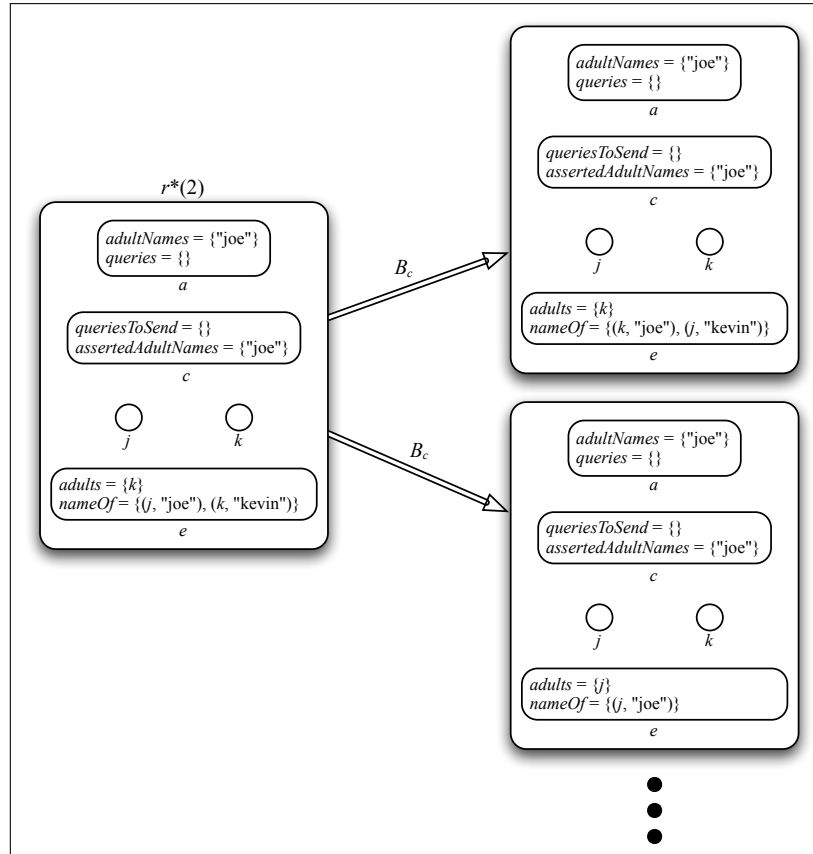 r*(2)
adultNames = {"joe"}
queries = {}
a
queriesToSend = {}
assertedAdultNames = {"joe"}
c
j
k
adults = {k}
nameOf = {(j, "joe"), (k, "kevin")}
e
B_c
B_c
adultNames = {"joe"}
queries = {}
a
queriesToSend = {}
assertedAdultNames = {"joe"}
c
j
k
adults = {k}
nameOf = {(k, "joe"), (j, "kevin")}
e
adultNames = {"joe"}
queries = {}
a
queriesToSend = {}
assertedAdultNames = {"joe"}
c
j
k
adults = {j}
nameOf = {(j, "joe")}
e